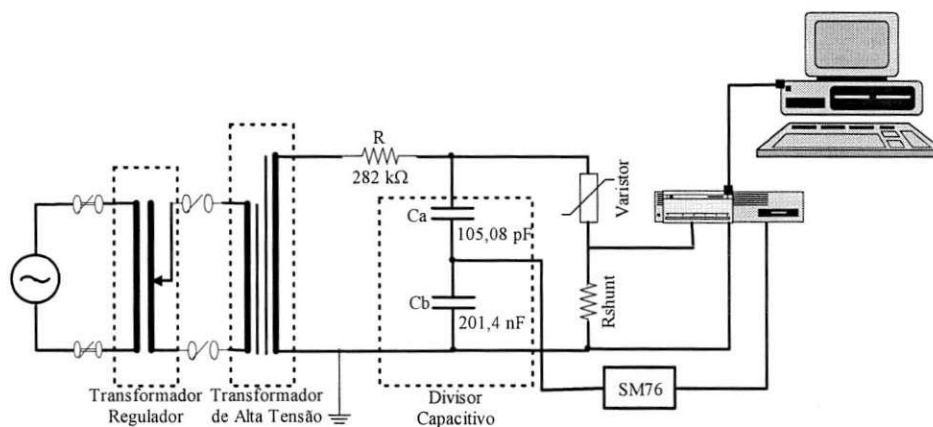 R
282 kΩ
Ca
105,08 pF
Cb
201,4 nF
Varistor
Rshunt
SM76
Transformador
Regulador
Transformador
de Alta Tensão
Divisor
Capacitivo